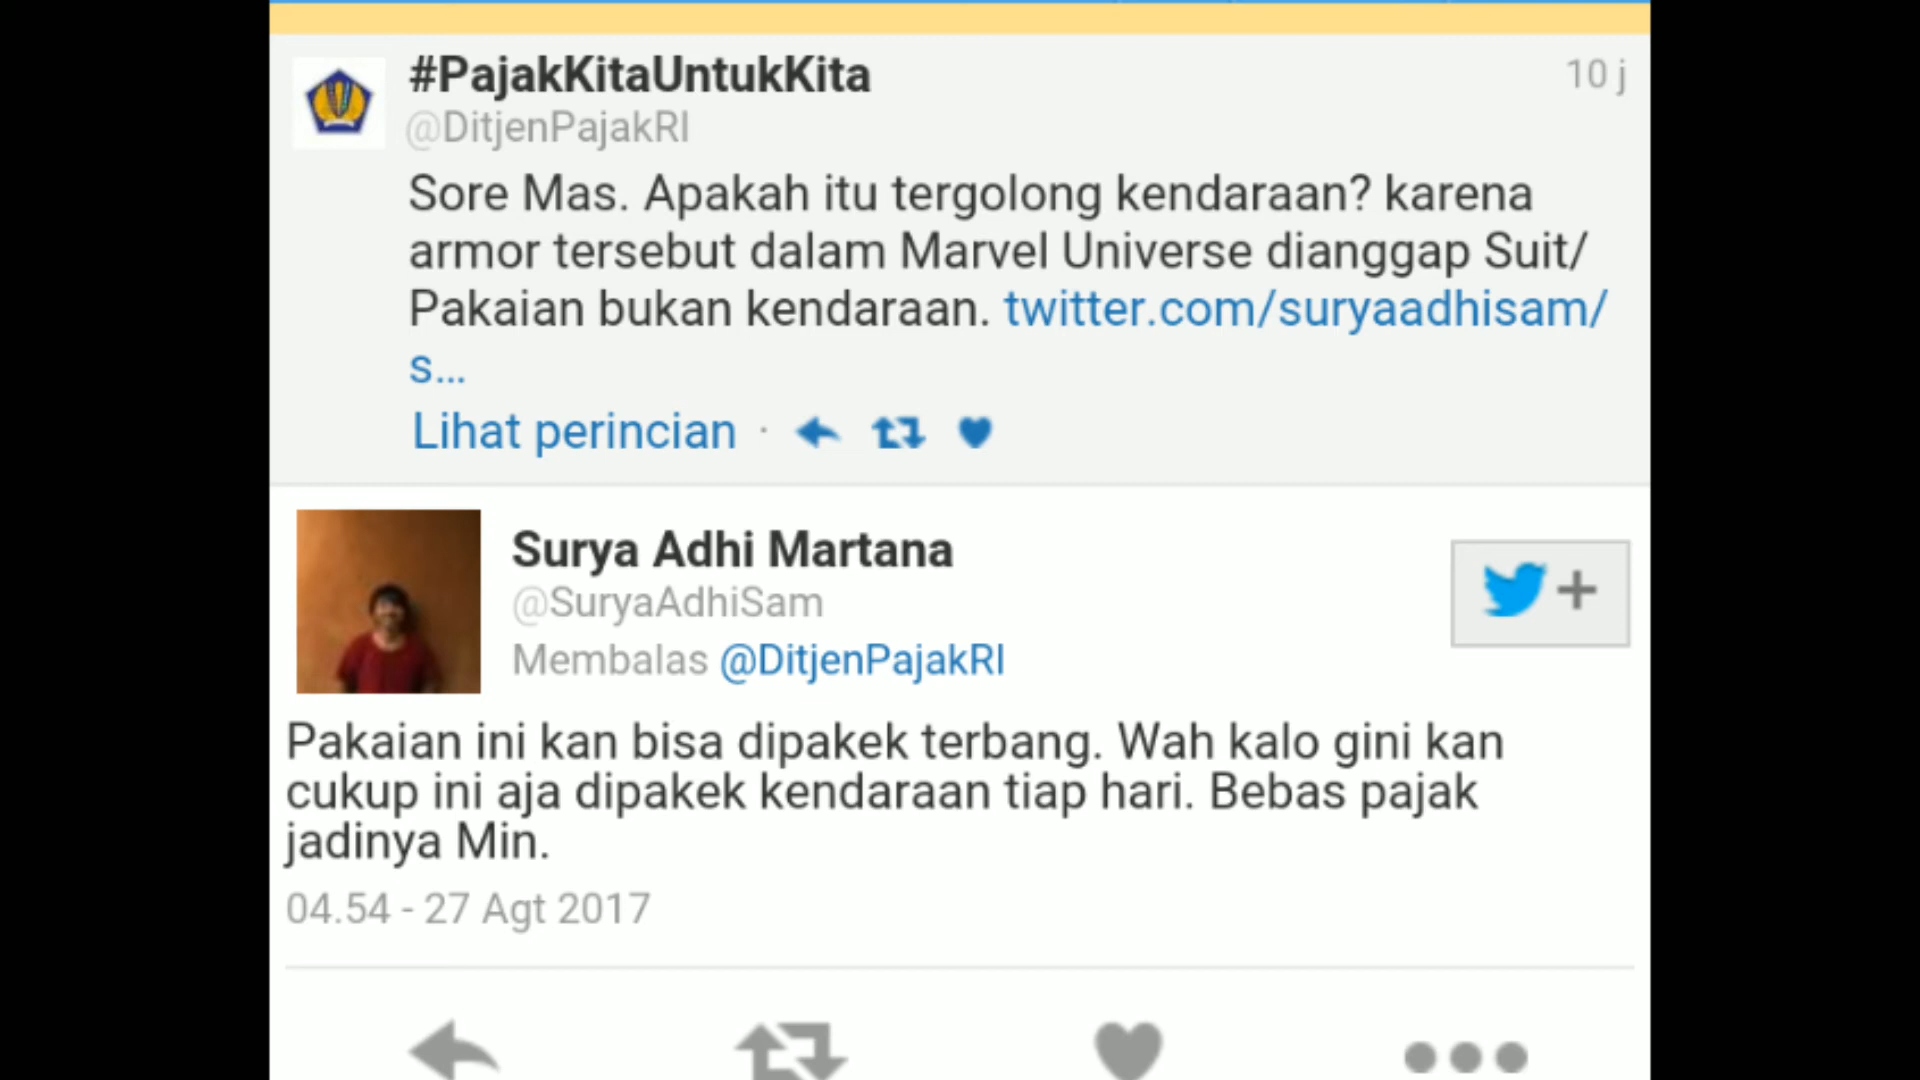 #PajakKitaUntukKita
10 j
@DitjenPajakRI
Sore Mas. Apakah itu tergolong kendaraan? karena
armor tersebut dalam Marvel Universe dianggap Suit/
Pakaian bukan kendaraan. twitter.com/suryaadhisam/
s...
Lihat perincian ·
Surya Adhi Martana
@SuryaAdhiSam
Membalas @DitjenPajakRI
Pakaian ini kan bisa dipakek terbang. Wah kalo gini kan
cukup ini aja dipakek kendaraan tiap hari. Bebas pajak
jadinya Min.
04.54 - 27 Agt 2017